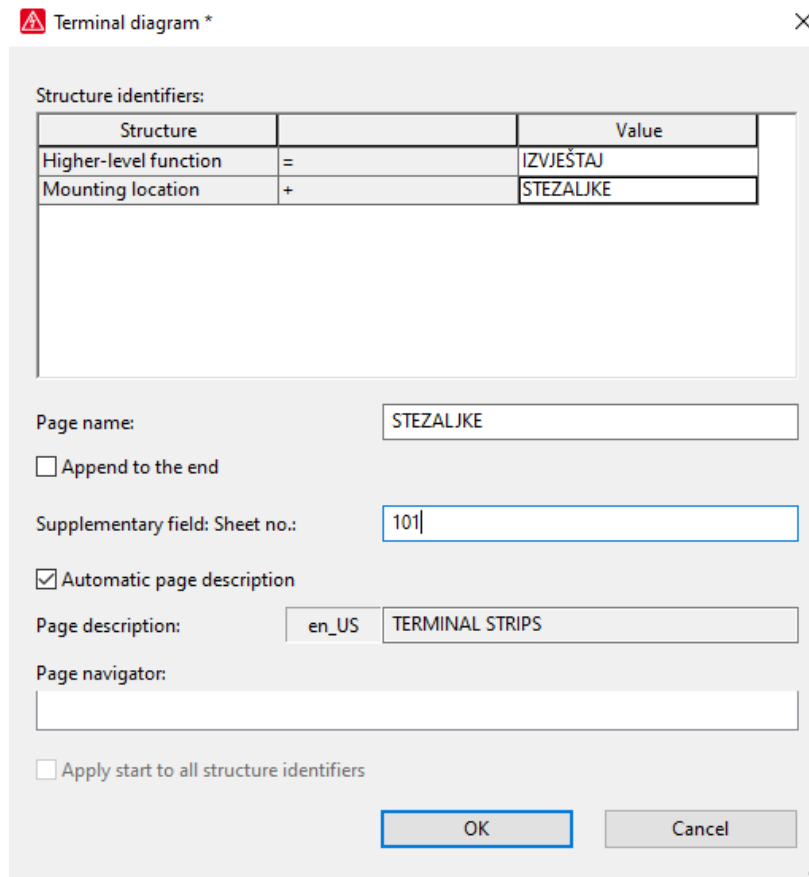 Terminal diagram *
Structure identifiers:
Structure Value
Higher-level function = IZVJEŠTAJ
Mounting location + STEZALJKE
Page name: STEZALJKE
Append to the end
Supplementary field: Sheet no.: 101
Automatic page description
Page description: en_US TERMINAL STRIPS
Page navigator:
Apply start to all structure identifiers
OK Cancel